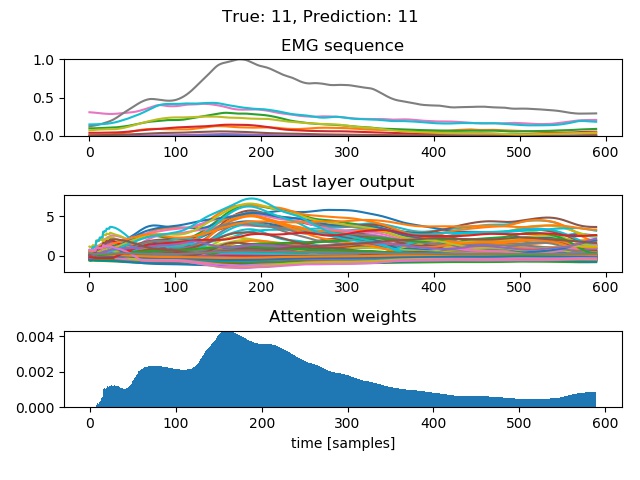 True: 11, Prediction: 11
EMG sequence
1.0
0.5
0.0
0 100 200 300 400 500 600
Last layer output
5
0
0 100 200 300 400 500 600
Attention weights
0.004
0.002
0.000
0 100 200 300 400 500 600
time [samples]